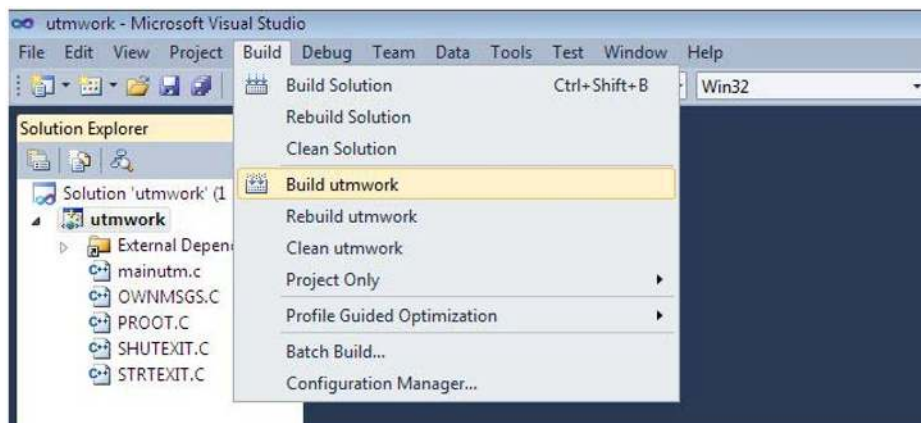 utmwork - Microsoft Visual Studio
File Edit View Project Build Debug Team Data Tools Test Window Help
Build Solution Ctrl+Shift+B
Win32
Rebuild Solution
Clean Solution
Build utmwork
Rebuild utmwork
Clean utmwork
Project Only
Profile Guided Optimization
Batch Build...
Configuration Manager...
Solution Explorer
Solution 'utmwork' (1
utmwork
External Depen
mainutm.c
OWNMSGS.C
PROOT.C
SHUTEXIT.C
STRTEXIT.C